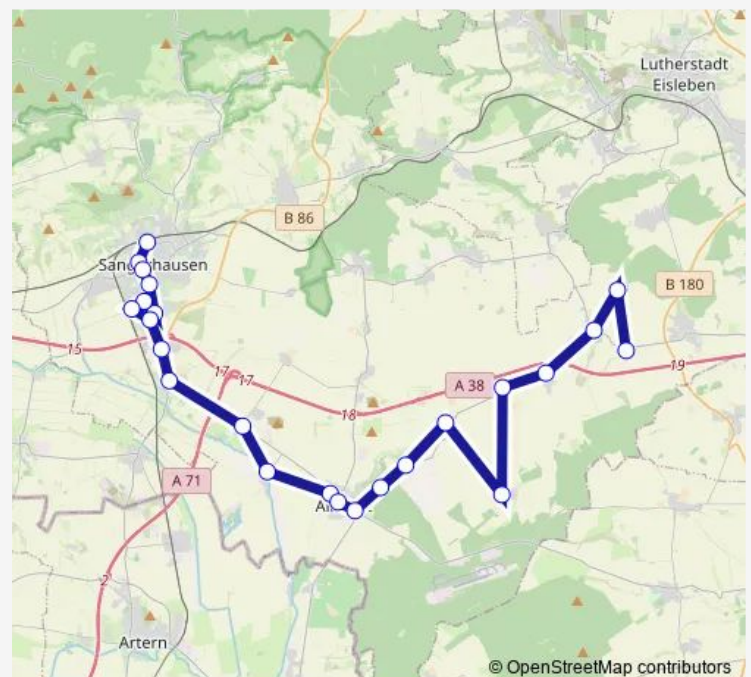 Lutherstadt
Eisleben
B 86
Sangerhausen
B 180
15
17
17
18
A 38
19
A 71
2
Artern
© OpenStreetMap contributors